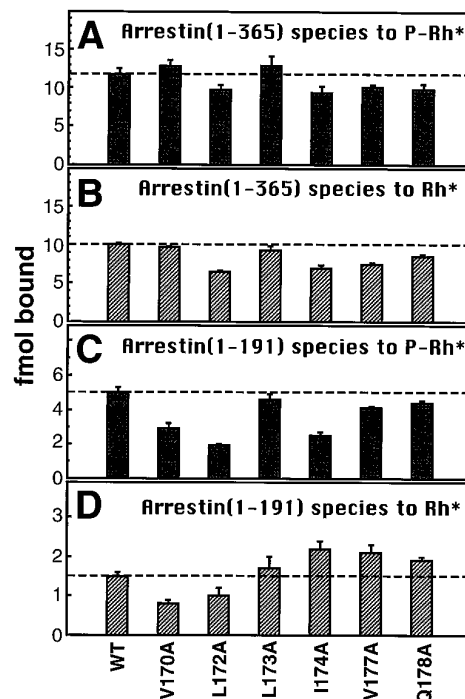 A Arrestin(1-365) species to P-Rh*
15
10
5
0
B Arrestin(1-365) species to Rh*
15
10
5
0
fmol bound
C Arrestin(1-191) species to P-Rh*
6
4
2
0
D Arrestin(1-191) species to Rh*
3
2
1
0
WT V170A L172A L173A I174A V177A Q178A